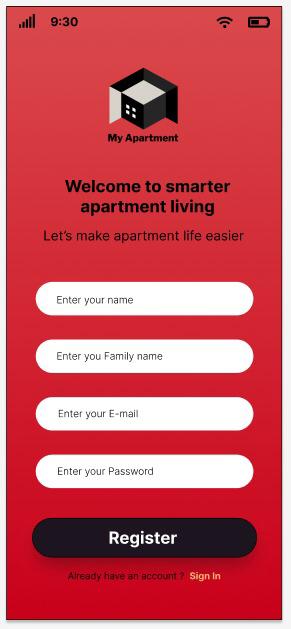 9:30
My Apartment
Welcome to smarter
apartment living
Let's make apartment life easier
Enter your name
Enter you Family name
Enter your E-mail
Enter your Password
Register
Already have an account ? Sign In